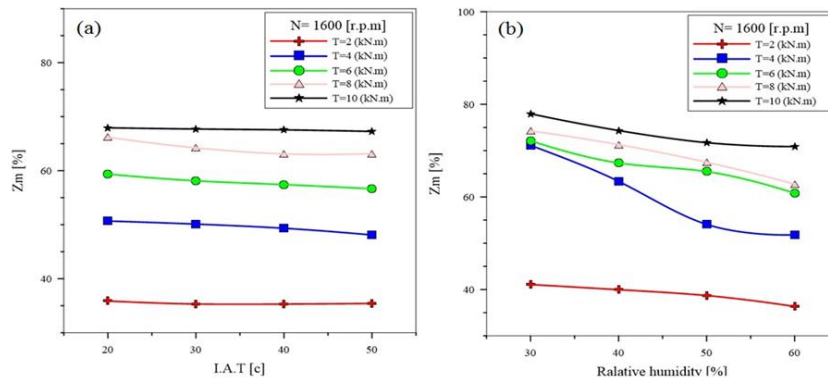 (a)
N= 1600 [r.p.m]
T=2 (kN.m)
T=4 (kN.m)
T=6 (kN.m)
T=8 (kN.m)
T=10 (kN.m)
80
60
40
Zm [%]
20
30
40
50
I.A.T [c]
(b)
N= 1600 [r.p.m]
T=2 (kN.m)
T=4 (kN.m)
T=6 (kN.m)
T=8 (kN.m)
T=10 (kN.m)
100
80
60
40
Zm [%]
30
40
50
60
Ralative humidity [%]